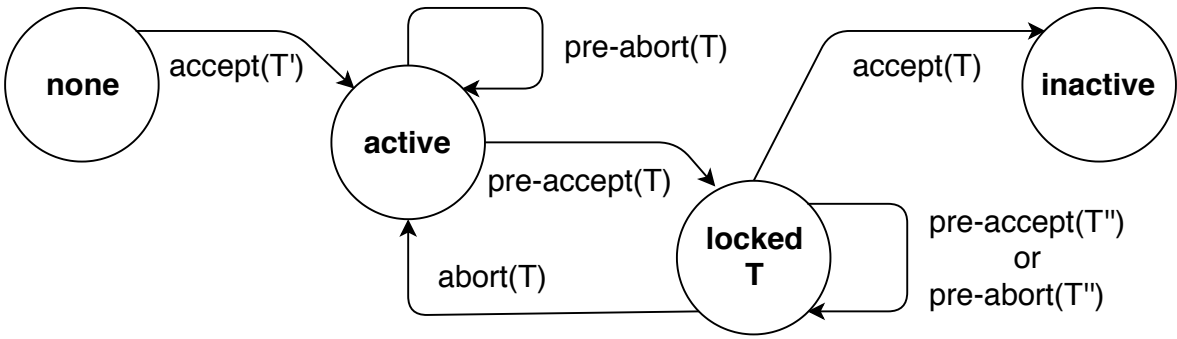 none
accept(T')
active
pre-abort(T)
pre-accept(T)
abort(T)
locked
T
accept(T)
inactive
pre-accept(T")
or
pre-abort(T")